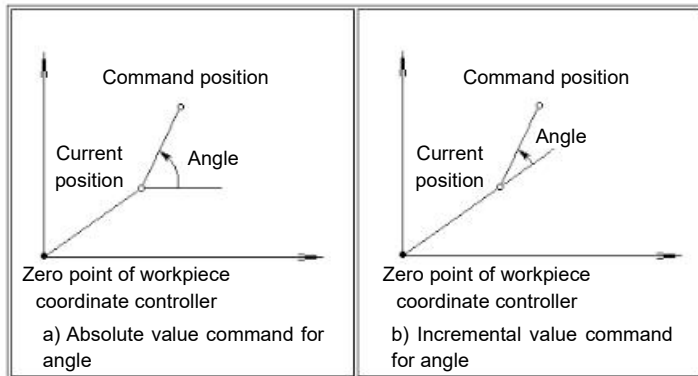 Command position
Current
position
Angle
Zero point of workpiece
coordinate controller
a) Absolute value command for
angle
Command position
Current
position
Angle
Zero point of workpiece
coordinate controller
b) Incremental value command
for angle